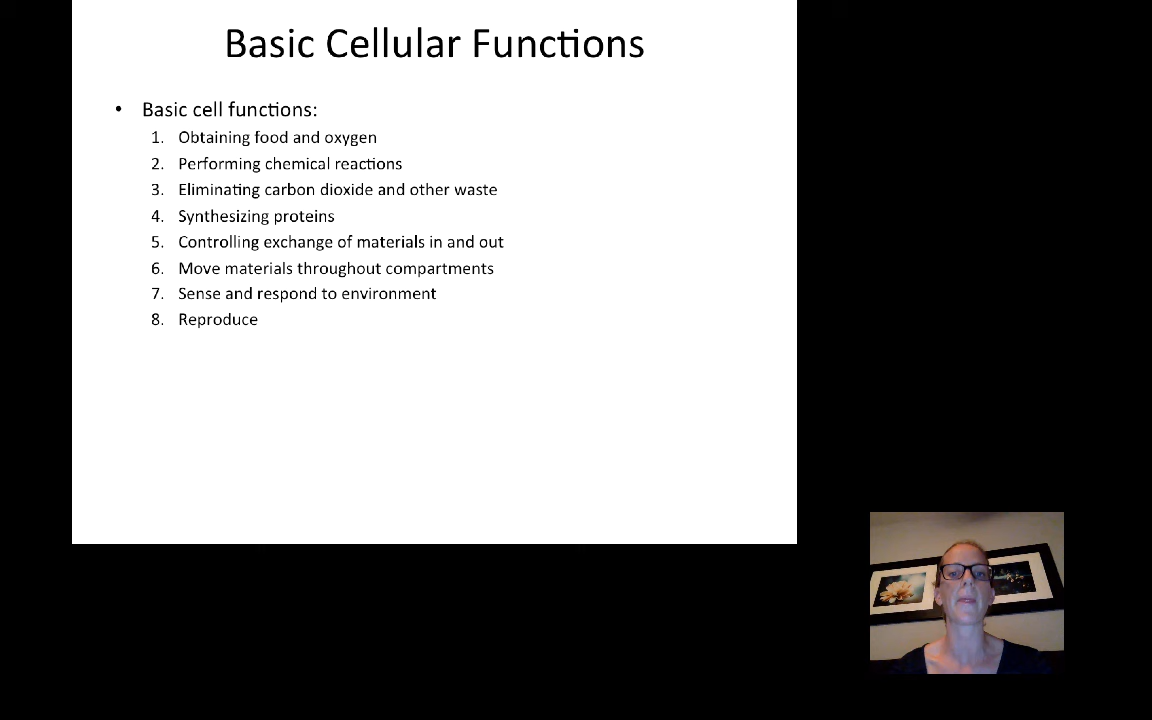 Basic Cellular Functions
• Basic cell functions:
1. Obtaining food and oxygen
2. Performing chemical reactions
3. Eliminating carbon dioxide and other waste
4. Synthesizing proteins
5. Controlling exchange of materials in and out
6. Move materials throughout compartments
7. Sense and respond to environment
8. Reproduce